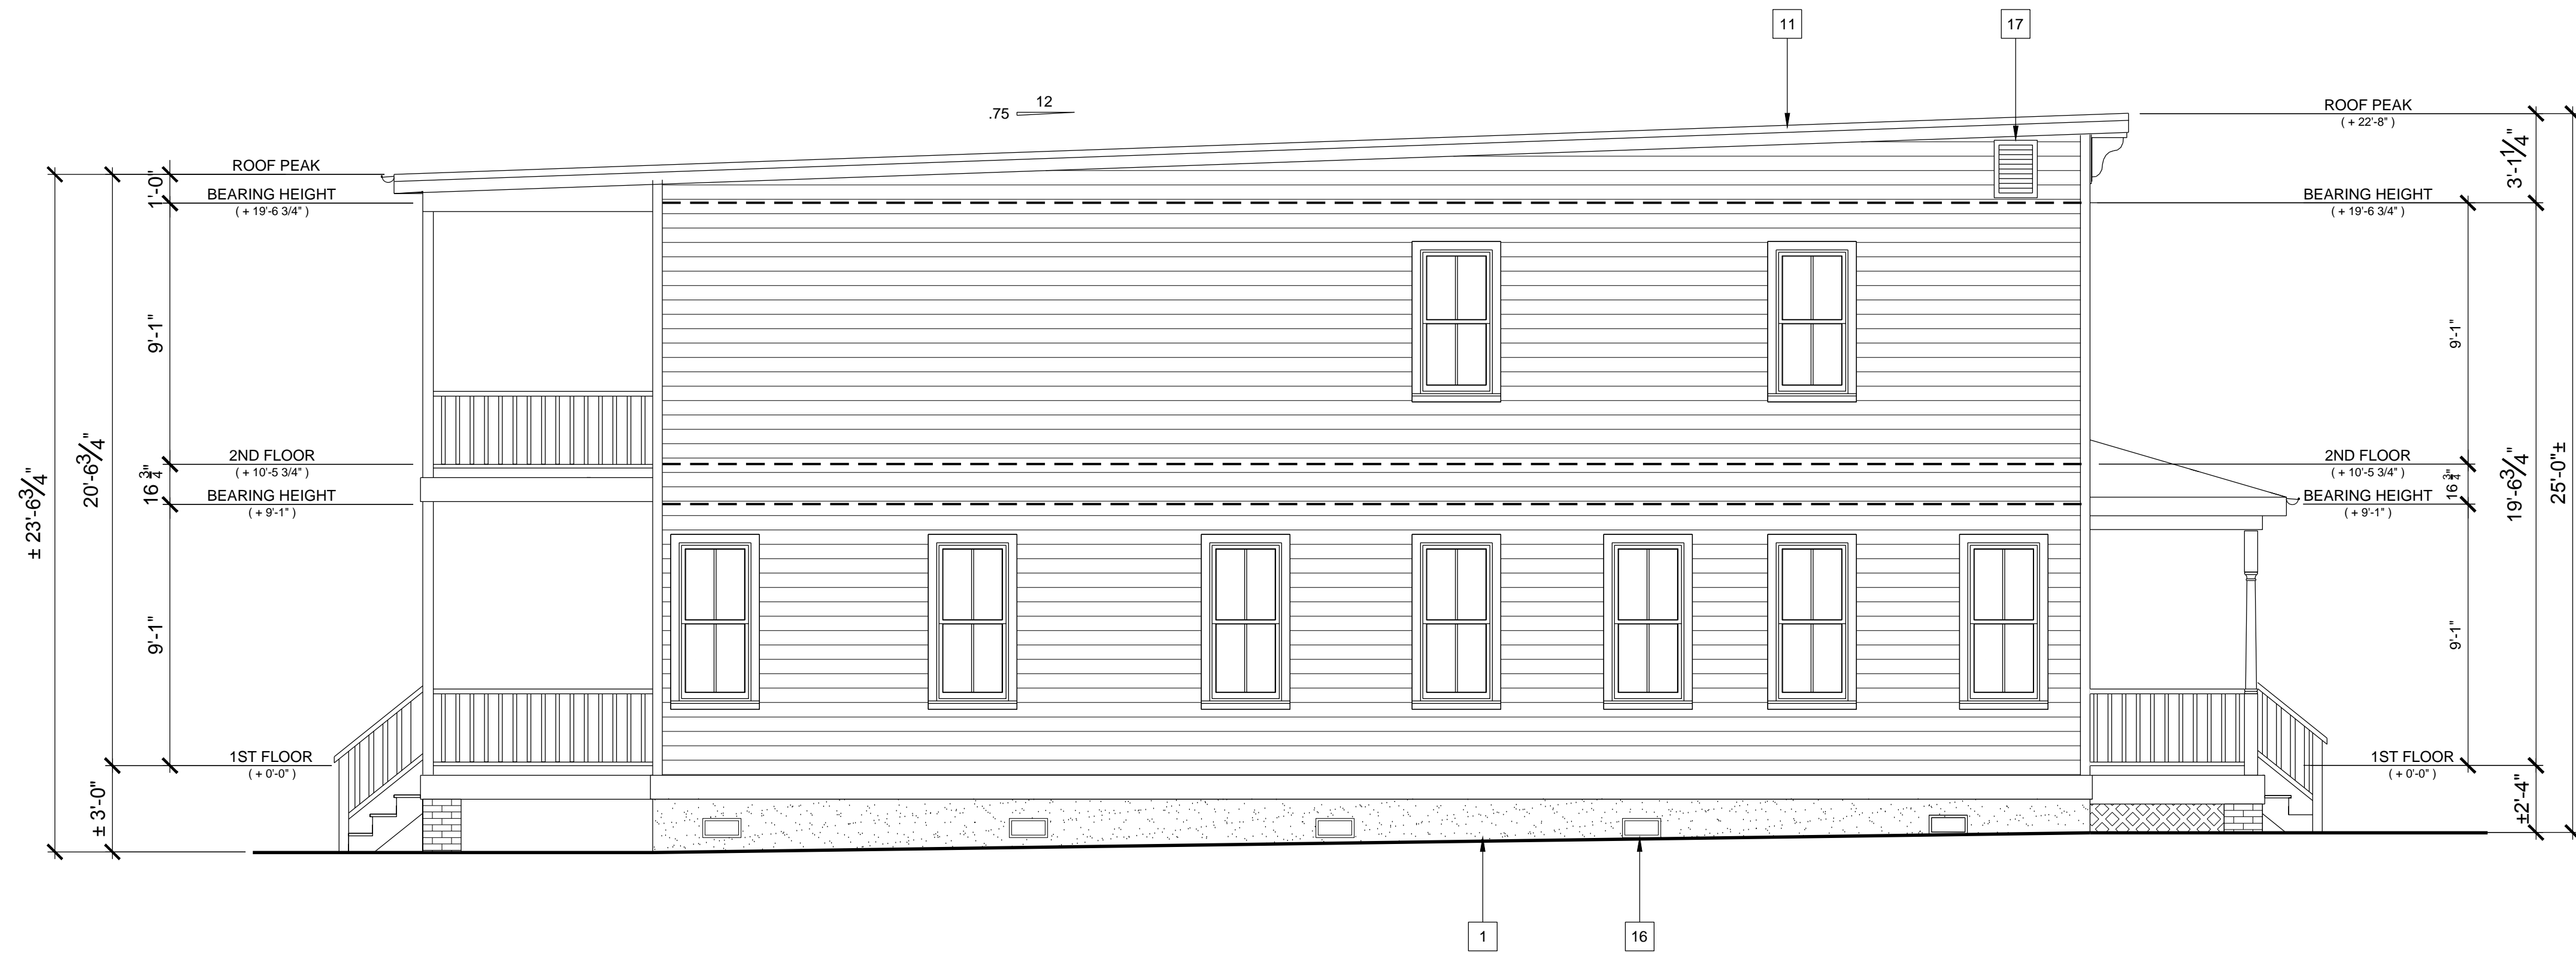 11
17
12
.75
ROOF PEAK
( + 22'-8" )
ROOF PEAK
BEARING HEIGHT
( + 19'-6 3/4" )
BEARING HEIGHT
( + 19'-6 3/4" )
1'-0"
3'-1 1/4"
9'-1"
9'-1"
2ND FLOOR
( + 10'-5 3/4" )
2ND FLOOR
( + 10'-5 3/4" )
16 3/4"
16 3/4"
BEARING HEIGHT
( + 9'-1" )
BEARING HEIGHT
( + 9'-1" )
± 23'-6 3/4"
20'-6 3/4"
19'-6 3/4"
25'-0"±
9'-1"
9'-1"
1ST FLOOR
( + 0'-0" )
1ST FLOOR
( + 0'-0" )
± 3'-0"
±2'-4"
1
16